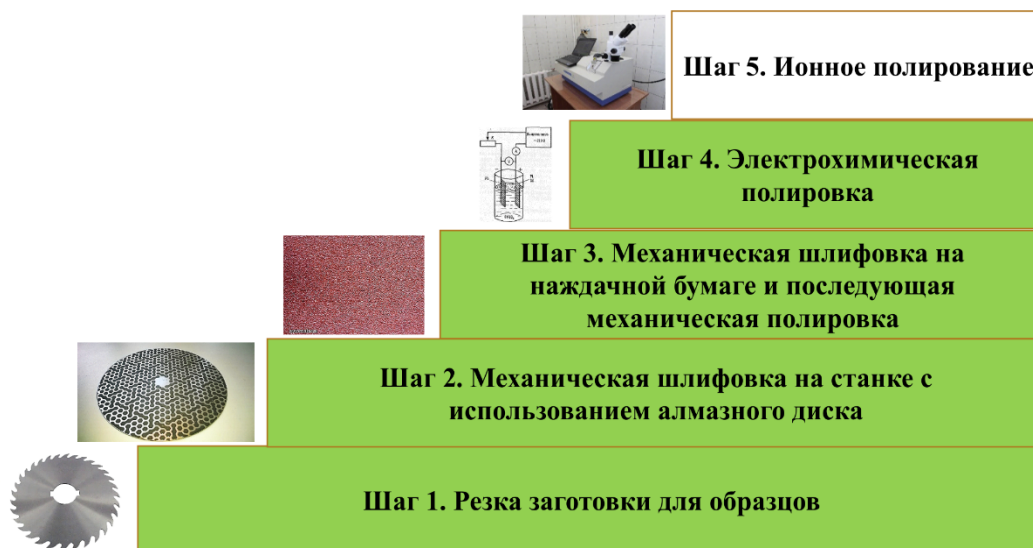 Шаг 5. Ионное полирование
Шаг 4. Электрохимическая
полировка
Шаг 3. Механическая шлифовка на
наждачной бумаге и последующая
механическая полировка
Шаг 2. Механическая шлифовка на станке с
использованием алмазного диска
Шаг 1. Резка заготовки для образцов